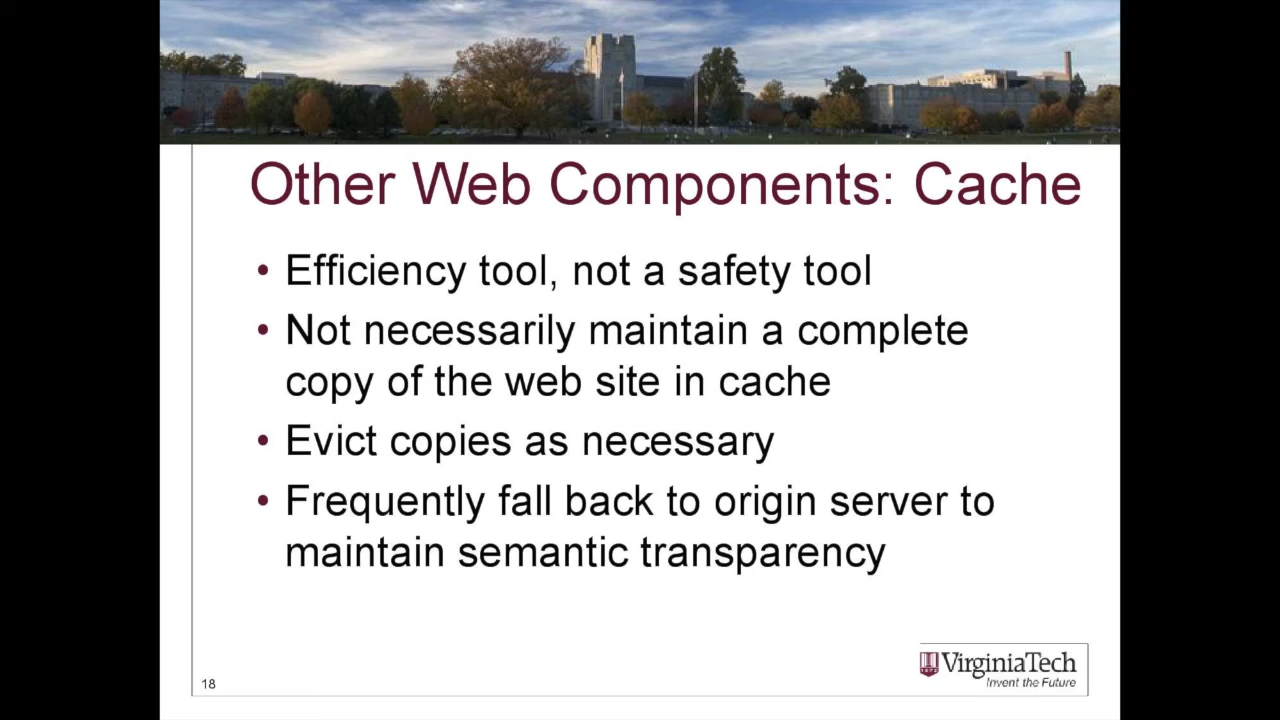 Other Web Components: Cache
• Efficiency tool, not a safety tool
• Not necessarily maintain a complete
copy of the web site in cache
• Evict copies as necessary
• Frequently fall back to origin server to
maintain semantic transparency
VirginiaTech
Invent the Future
18